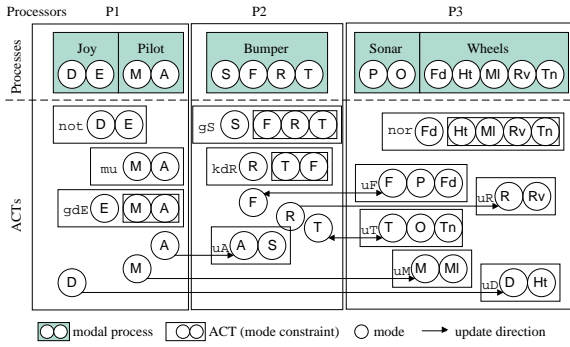 Processors P1 P2 P3
Processes
Joy Pilot Bumper Sonar Wheels
D E M A S F R T P O Fd Ht Ml Rv Tn
ACTs
not D E gS S F R T nor Fd Ht Ml Rv Tn
mu M A kdR R T F uF F P Fd
gdE E M A F R uR R Rv
A uA A S T uT T O Tn
M uM M Ml
D uD D Ht
modal process ACT (mode constraint) mode update direction